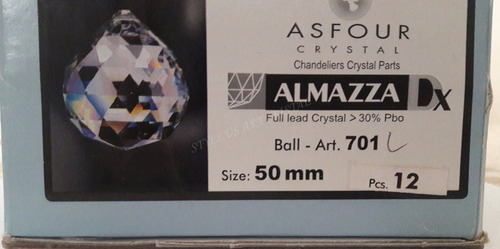 ASFOUR
CRYSTAL
Chandeliers Crystal Parts
ALMAZZA Dx
Full lead Crystal > 30% Pbo
Ball - Art. 701 L
Size: 50 mm
Pcs. 12